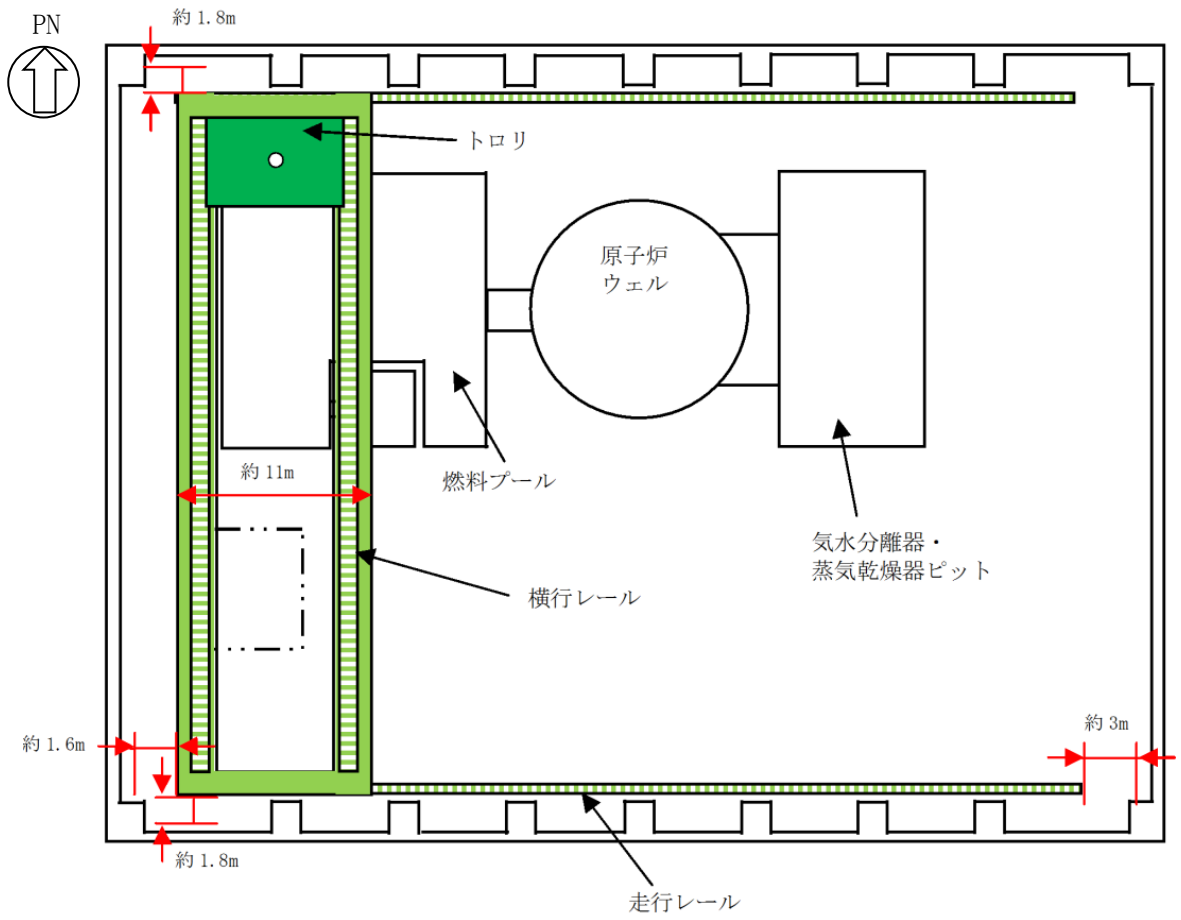 約 1.8m
PN
トロリ
原子炉
ウェル
約 11m
燃料プール
気水分離器・
蒸気乾燥器ピット
横行レール
約 3m
約 1.6m
約 1.8m
走行レール